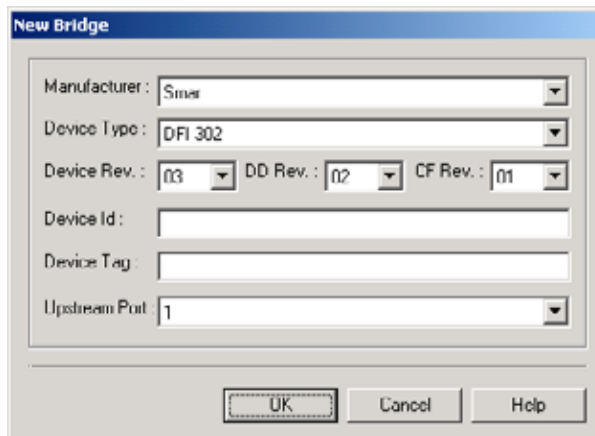 New Bridge
Manufacturer : Smar
Device Type : DFI 302
Device Rev. : 03 DD Rev. : 02 CF Rev. : 01
Device Id :
Device Tag :
Upstream Port : 1
OK Cancel Help